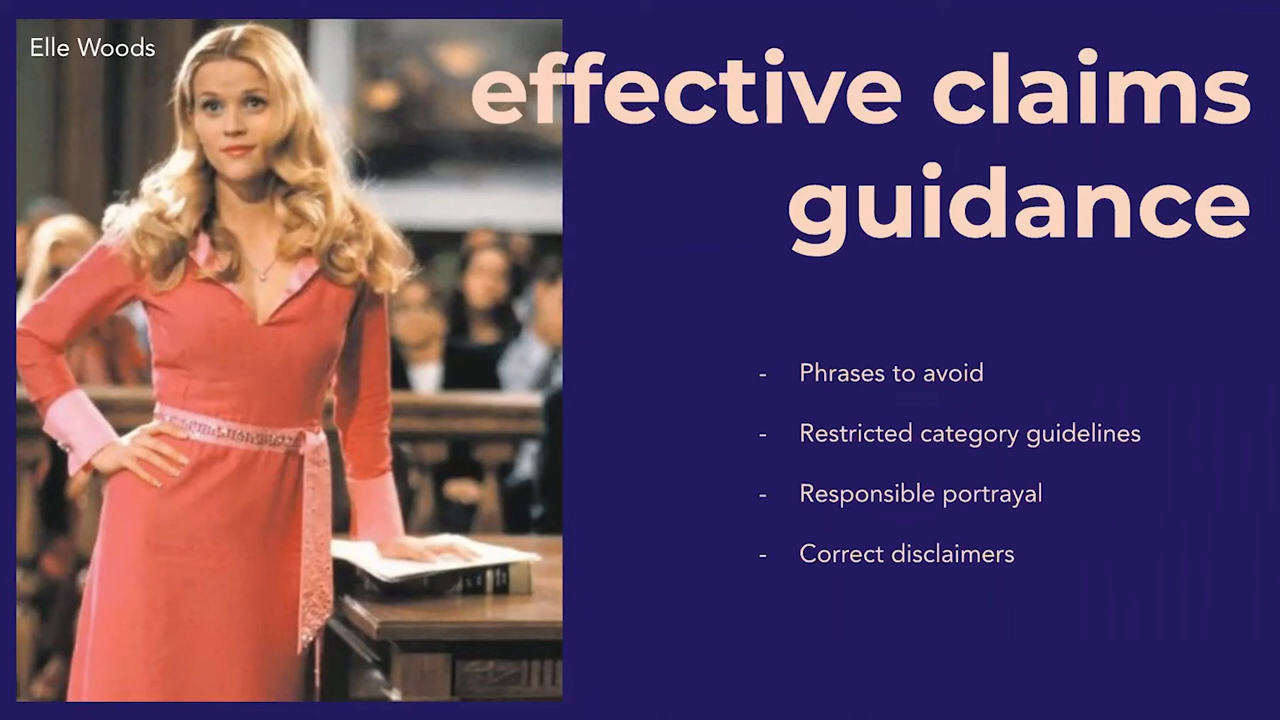 Elle Woods
effective claims
guidance
- Phrases to avoid
- Restricted category guidelines
- Responsible portrayal
- Correct disclaimers